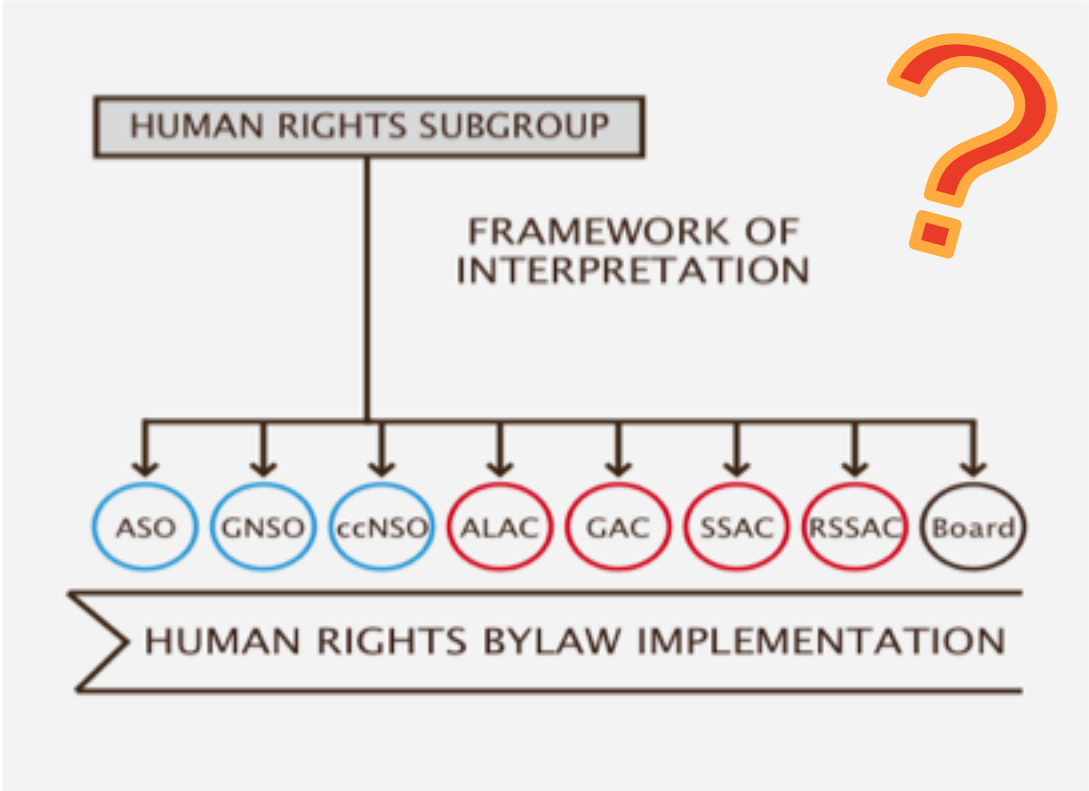 ?
HUMAN RIGHTS SUBGROUP
FRAMEWORK OF
INTERPRETATION
ASO GNSO ccNSO ALAC GAC SSAC RSSAC Board
HUMAN RIGHTS BYLAW IMPLEMENTATION